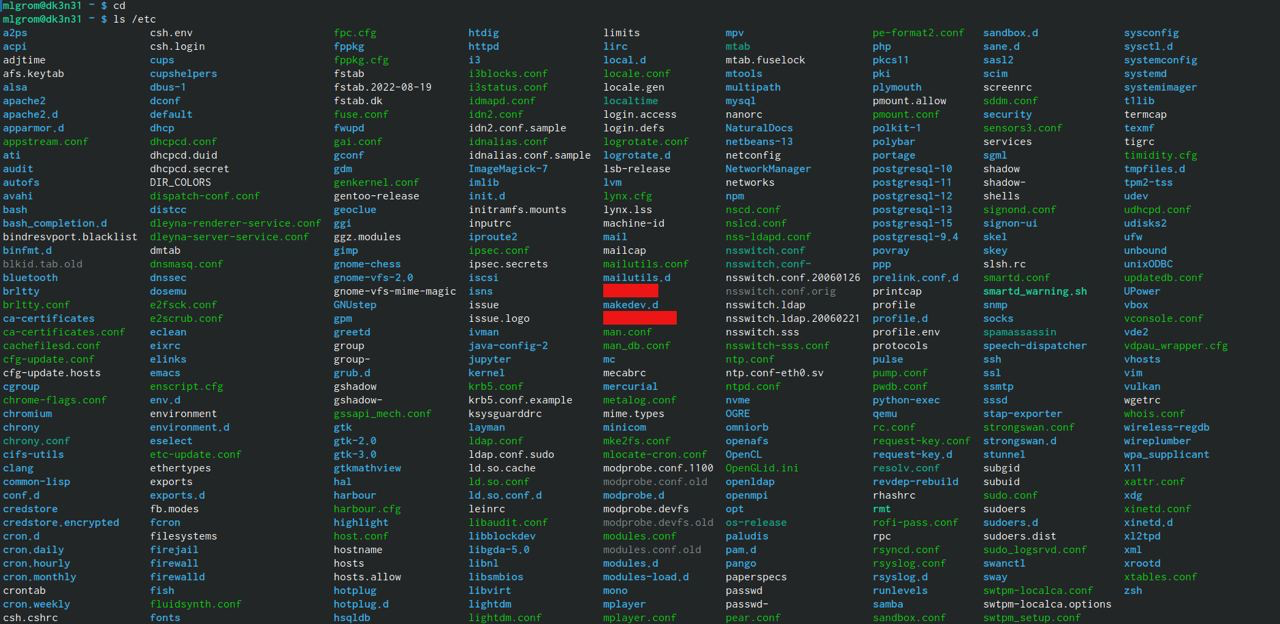 mlgrom@dk3n31 ~ $ cd
mlgrom@dk3n31 ~ $ ls /etc
a2ps csh.env fpc.cfg htdig limits mpv pe-format2.conf sandbox.d sysconfig
acpi csh.login fppkg httpd lirc mtab php sane.d sysctl.d
adjtime cups fppkg.cfg i3 local.d mtab.fuselock pkcs11 sasl2 systemconfig
afs.keytab cupshelpers fstab i3blocks.conf locale.conf mtools pki scim systemd
alsa dbus-1 fstab.2022-08-19 i3status.conf locale.gen multipath plymouth screenrc systemimager
apache2 dconf fstab.dk idmapd.conf localtime mysql pmount.allow sddm.conf t1lib
apache2.d default fuse.conf idn2.conf login.access nanorc pmount.conf security termcap
apparmor.d dhcp fwupd idn2.conf.sample login.defs NaturalDocs polkit-1 sensors3.conf texmf
appstream.conf dhcpcd.conf gai.conf idnalias.conf logrotate.conf netbeans-13 polybar services tigrc
ati dhcpcd.duid gconf idnalias.conf.sample logrotate.d netconfig portage sgml timidity.cfg
audit dhcpcd.secret gdm ImageMagick-7 lsb-release NetworkManager postgresql-10 shadow tmpfiles.d
autofs DIR_COLORS genkernel.conf imlib lvm networks postgresql-11 shadow- tpm2-tss
avahi dispatch-conf.conf gentoo-release init.d lynx.cfg npm postgresql-12 shells udev
bash distcc geoclue initramfs.mounts lynx.lss nscd.conf postgresql-13 signond.conf udhcpd.conf
bash_completion.d dleyna-renderer-service.conf ggi inputrc machine-id nslcd.conf postgresql-15 signon-ui udisks2
bindresvport.blacklist dleyna-server-service.conf ggz.modules iproute2 mail nss-ldapd.conf postgresql-9.4 skel ufw
binfmt.d dmtab gimp ipsec.conf mailcap nsswitch.conf povray skey unbound
blkid.tab.old dnsmasq.conf gnome-chess ipsec.secrets mailutils.conf nsswitch.conf- ppp slsh.rc unixODBC
bluetooth dnssec gnome-vfs-2.0 iscsi mailutils.d nsswitch.conf.20060126 prelink.conf.d smartd.conf updatedb.conf
brltty dosemu gnome-vfs-mime-magic isns nsswitch.conf.orig printcap smartd_warning.sh UPower
brltty.conf e2fsck.conf GNUstep issue makedev.d nsswitch.ldap profile snmp vbox
ca-certificates e2scrub.conf gpm issue.logo nsswitch.ldap.20060221 profile.d socks vconsole.conf
ca-certificates.conf eclean greetd ivman man.conf nsswitch.sss profile.env spamassassin vde2
cachefilesd.conf eixrc group java-config-2 man_db.conf nsswitch-sss.conf protocols speech-dispatcher vdpau_wrapper.cfg
cfg-update.conf elinks group- jupyter mc ntp.conf pulse ssh vhosts
cfg-update.hosts emacs grub.d kernel mecabrc ntp.conf-eth0.sv pump.conf ssl vim
cgroup enscript.cfg gshadow krb5.conf mercurial ntpd.conf pwdb.conf ssmtp vulkan
chrome-flags.conf env.d gshadow- krb5.conf.example metalog.conf nvme python-exec sssd wgetrc
chromium environment gssapi_mech.conf ksysguarddrc mime.types OGRE qemu stap-exporter whois.conf
chrony environment.d gtk layman minicom omniorb rc.conf strongswan.conf wireless-regdb
chrony.conf eselect gtk-2.0 ldap.conf mke2fs.conf openafs request-key.conf strongswan.d wireplumber
cifs-utils etc-update.conf gtk-3.0 ldap.conf.sudo mlocate-cron.conf OpenCL request-key.d stunnel wpa_supplicant
clang ethertypes gtkmathview ld.so.cache modprobe.conf.1100 OpenGLid.ini resolv.conf subgid X11
common-lisp exports hal ld.so.conf modprobe.conf.old openldap revdep-rebuild subuid xattr.conf
conf.d exports.d harbour ld.so.conf.d modprobe.d openmpi rhashrc sudo.conf xdg
credstore fb.modes harbour.cfg leinrc modprobe.devfs opt rmt sudoers xinetd.conf
credstore.encrypted fcron highlight libaudit.conf modprobe.devfs.old os-release rofi-pass.conf sudoers.d xinetd.d
cron.d filesystems host.conf libblockdev modules.conf paludis rpc sudoers.dist xl2tpd
cron.daily firejail hostname libgda-5.0 modules.conf.old pam.d rsyncd.conf sudo_logsrvd.conf xml
cron.hourly firewall hosts libnl modules.d pango rsyslog.conf swanctl xrootd
cron.monthly firewalld hosts.allow libsmbios modules-load.d paperspecs rsyslog.d sway xtables.conf
crontab fish hotplug libvirt mono passwd runlevels swtpm-localca.conf zsh
cron.weekly fluidsynth.conf hotplug.d lightdm mplayer passwd- samba swtpm-localca.options
csh.cshrc fonts hsqldb lightdm.conf mplayer.conf pear.conf sandbox.conf swtpm_setup.conf